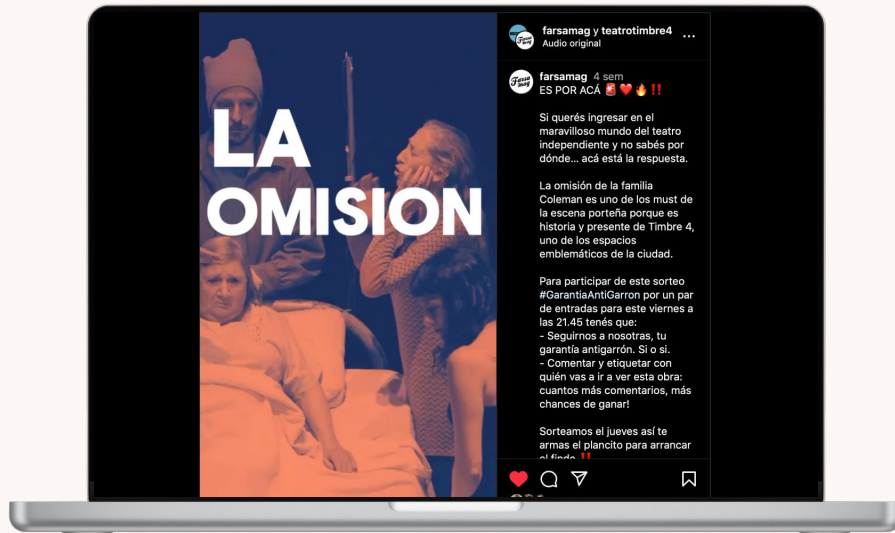 LA
OMISION
farsamag y teatrotimbre4
Audio original
Farsa
mag
farsamag 4 sem
ES POR ACÁ 🚨❤️🔥‼️
Si querés ingresar en el
maravilloso mundo del teatro
independiente y no sabés por
dónde... acá está la respuesta.
La omisión de la familia
Coleman es uno de los must de
la escena porteña porque es
historia y presente de Timbre 4,
uno de los espacios
emblemáticos de la ciudad.
Para participar de este sorteo
#GarantiaAntiGarron por un par
de entradas para este viernes a
las 21.45 tenés que:
- Seguirnos a nosotras, tu
garantía antigarrón. Si o si.
- Comentar y etiquetar con
quién vas a ir a ver esta obra:
cuantos más comentarios, más
chances de ganar!
Sorteamos el jueves así te
armas el plancito para arrancar
el finde ‼️